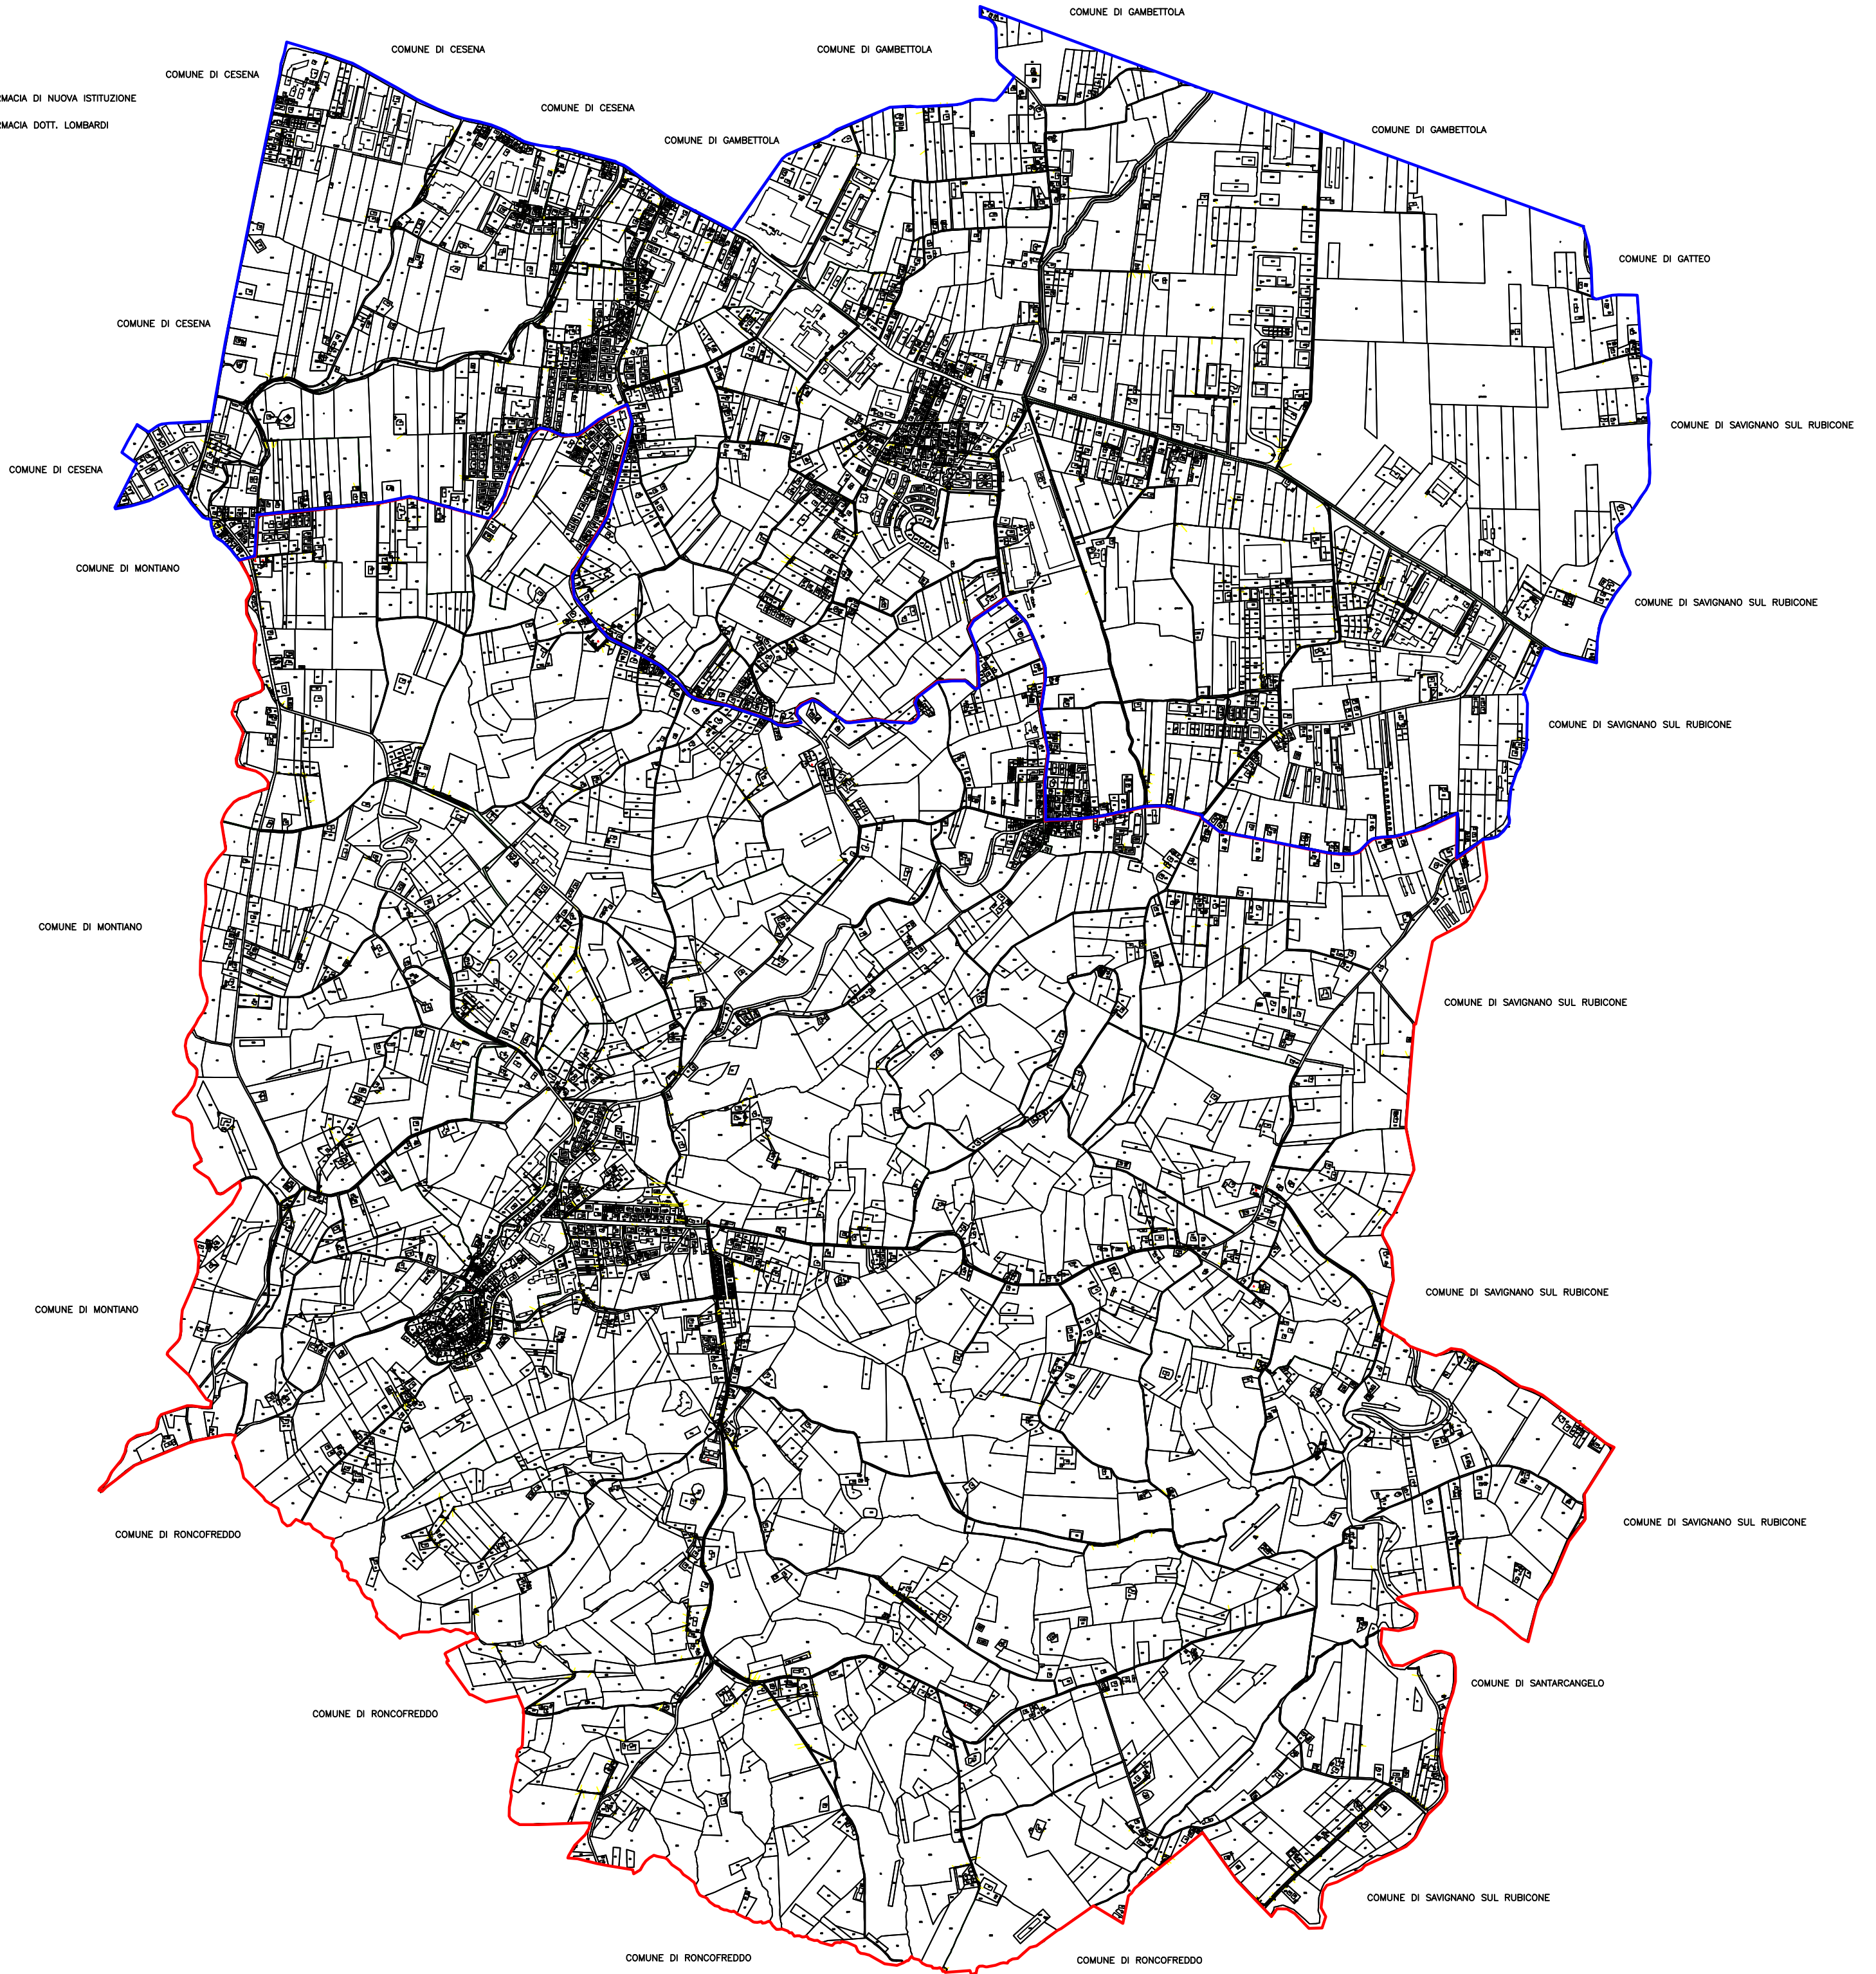 COMUNE DI GAMBETTOLA
COMUNE DI CESENA
COMUNE DI GAMBETTOLA
COMUNE DI CESENA
MACIA DI NUOVA ISTITUZIONE
COMUNE DI CESENA
MACIA DOTT. LOMBARDI
COMUNE DI GAMBETTOLA
COMUNE DI GAMBETTOLA
COMUNE DI GATTEO
COMUNE DI CESENA
COMUNE DI SAVIGNANO SUL RUBICONE
COMUNE DI CESENA
COMUNE DI MONTIANO
COMUNE DI SAVIGNANO SUL RUBICONE
COMUNE DI SAVIGNANO SUL RUBICONE
COMUNE DI MONTIANO
COMUNE DI SAVIGNANO SUL RUBICONE
COMUNE DI SAVIGNANO SUL RUBICONE
COMUNE DI MONTIANO
COMUNE DI SAVIGNANO SUL RUBICONE
COMUNE DI RONCOFREDDO
COMUNE DI SANTARCANGELO
COMUNE DI RONCOFREDDO
COMUNE DI SAVIGNANO SUL RUBICONE
COMUNE DI RONCOFREDDO
COMUNE DI RONCOFREDDO